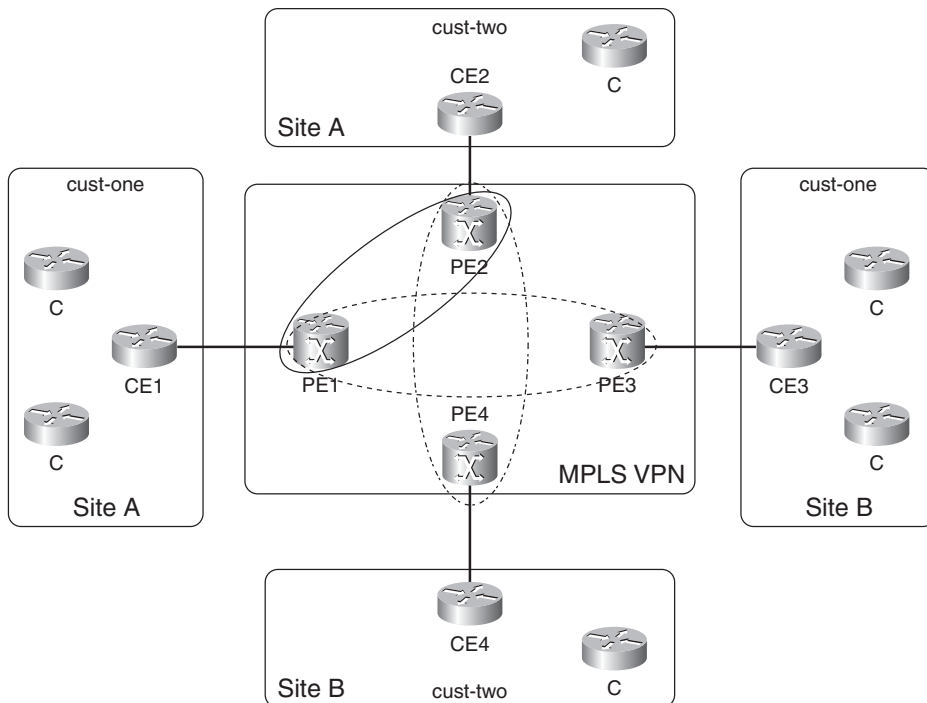 cust-two
C
CE2
Site A
cust-one
C
CE1
C
Site A
PE2
PE1
PE3
PE4
MPLS VPN
cust-one
C
CE3
C
Site B
CE4
C
Site B
cust-two